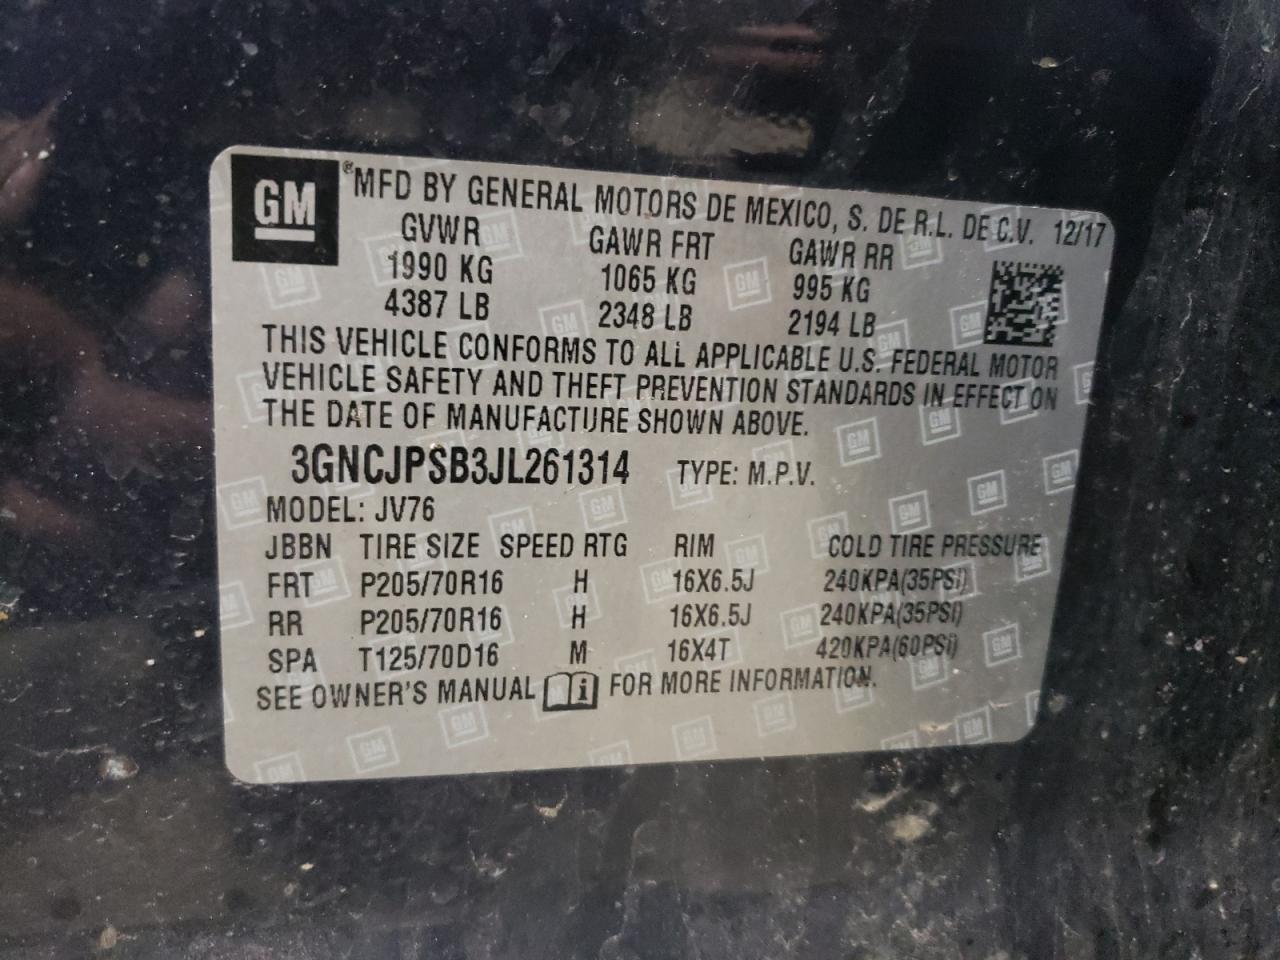 GM ® MFD BY GENERAL MOTORS DE MEXICO, S. DE R.L. DE C.V. 12/17
GVWR GAWR FRT GAWR RR
1990 KG 1065 KG 995 KG
4387 LB 2348 LB 2194 LB
THIS VEHICLE CONFORMS TO ALL APPLICABLE U.S. FEDERAL MOTOR
VEHICLE SAFETY AND THEFT PREVENTION STANDARDS IN EFFECT ON
THE DATE OF MANUFACTURE SHOWN ABOVE.
3GNCJPSB3JL261314 TYPE: M.P.V.
MODEL: JV76
JBBN TIRE SIZE SPEED RTG RIM COLD TIRE PRESSURE
FRT P205/70R16 H 16X6.5J 240KPA(35PSI)
RR P205/70R16 H 16X6.5J 240KPA(35PSI)
SPA T125/70D16 M 16X4T 420KPA(60PSI)
SEE OWNER'S MANUAL i FOR MORE INFORMATION.